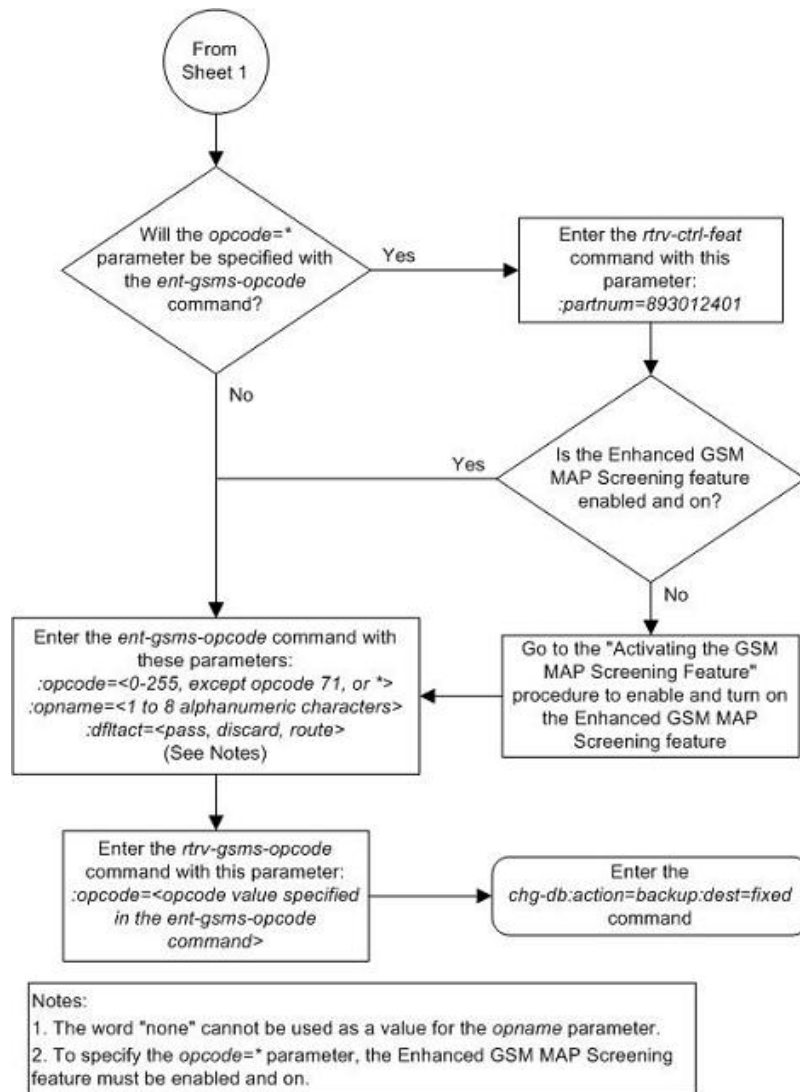 From
Sheet 1
Will the opcode=*
parameter be specified with
the ent-gsms-opcode
command?
Yes
Enter the rtrv-ctrl-feat
command with this
parameter:
:partnum=893012401
No
Is the Enhanced GSM
MAP Screening feature
enabled and on?
Yes
No
Go to the "Activating the GSM
MAP Screening Feature"
procedure to enable and turn on
the Enhanced GSM MAP
Screening feature
Enter the ent-gsms-opcode command with
these parameters:
:opcode=<0-255, except opcode 71, or *>
:opname=<1 to 8 alphanumeric characters>
:dfltact=<pass, discard, route>
(See Notes)
Enter the rtrv-gsms-opcode
command with this parameter:
:opcode=<opcode value specified
in the ent-gsms-opcode
command>
Enter the
chg-db:action=backup:dest=fixed
command
Notes:
1. The word "none" cannot be used as a value for the opname parameter.
2. To specify the opcode=* parameter, the Enhanced GSM MAP Screening
feature must be enabled and on.